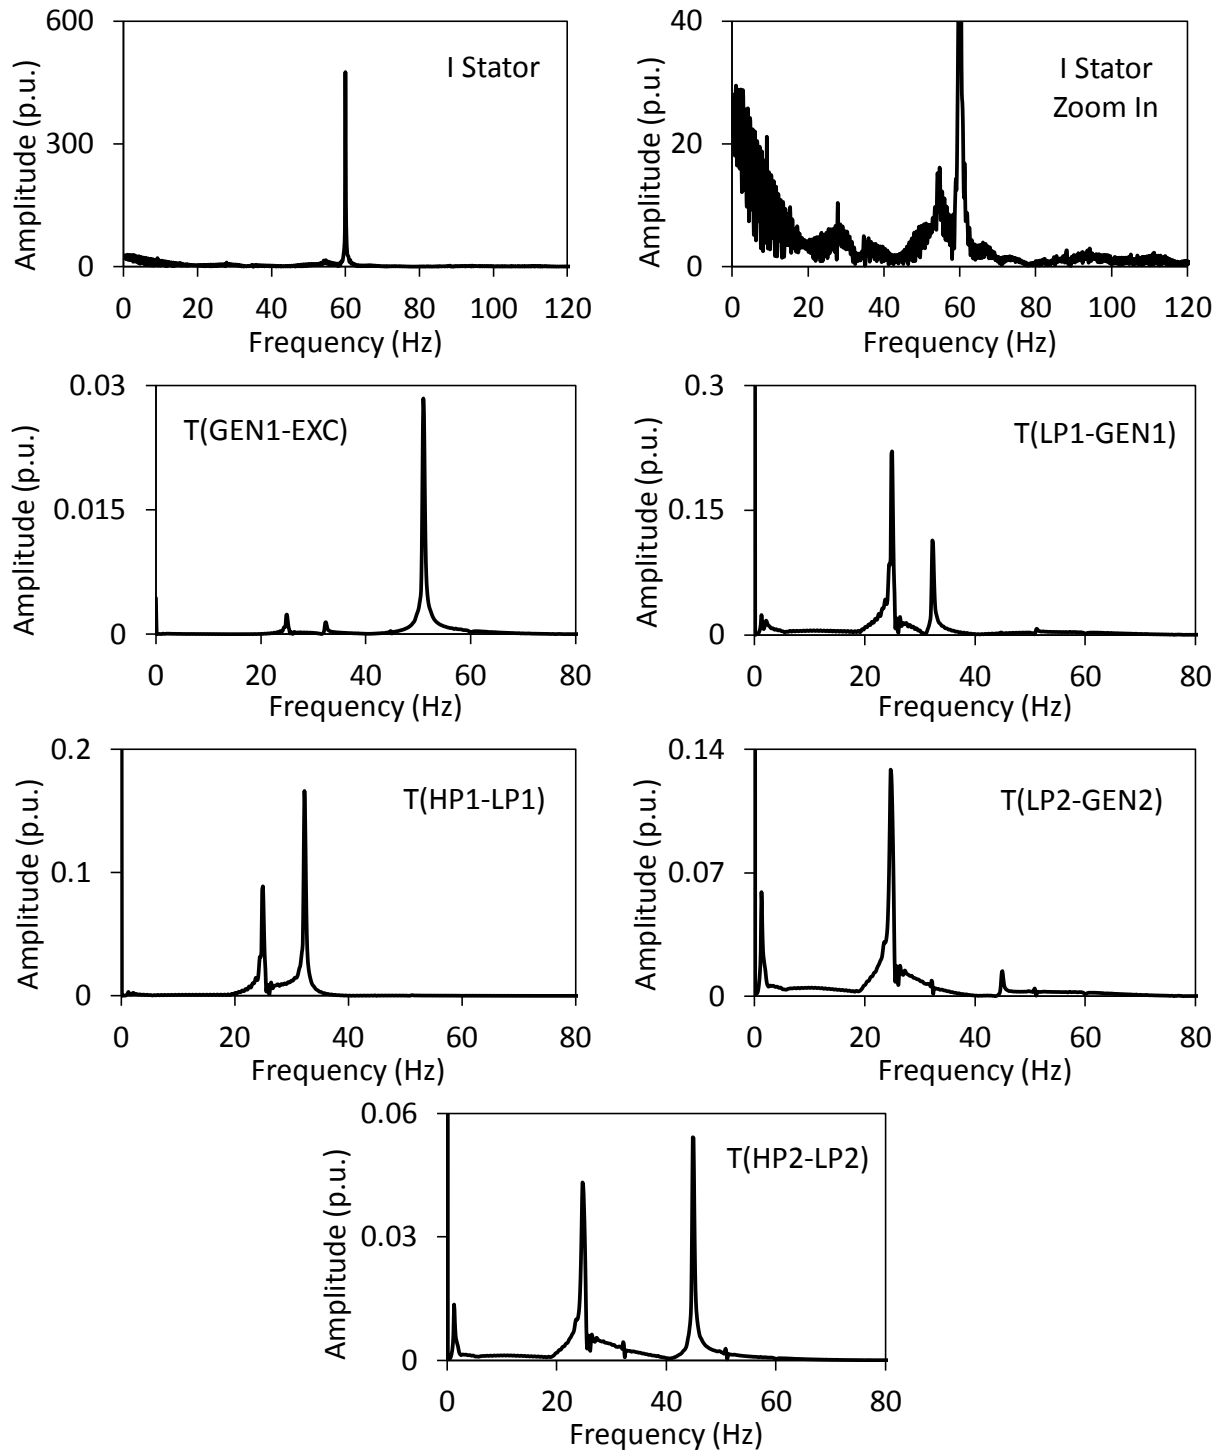 600
300
0
Amplitude (p.u.)
I Stator
0 20 40 60 80 100 120
Frequency (Hz)
40
20
0
Amplitude (p.u.)
I Stator
Zoom In
0 20 40 60 80 100 120
Frequency (Hz)
0.03
0.015
0
Amplitude (p.u.)
T(GEN1-EXC)
0 20 40 60 80
Frequency (Hz)
0.3
0.15
0
Amplitude (p.u.)
T(LP1-GEN1)
0 20 40 60 80
Frequency (Hz)
0.2
0.1
0
Amplitude (p.u.)
T(HP1-LP1)
0 20 40 60 80
Frequency (Hz)
0.14
0.07
0
Amplitude (p.u.)
T(LP2-GEN2)
0 20 40 60 80
Frequency (Hz)
0.06
0.03
0
Amplitude (p.u.)
T(HP2-LP2)
0 20 40 60 80
Frequency (Hz)